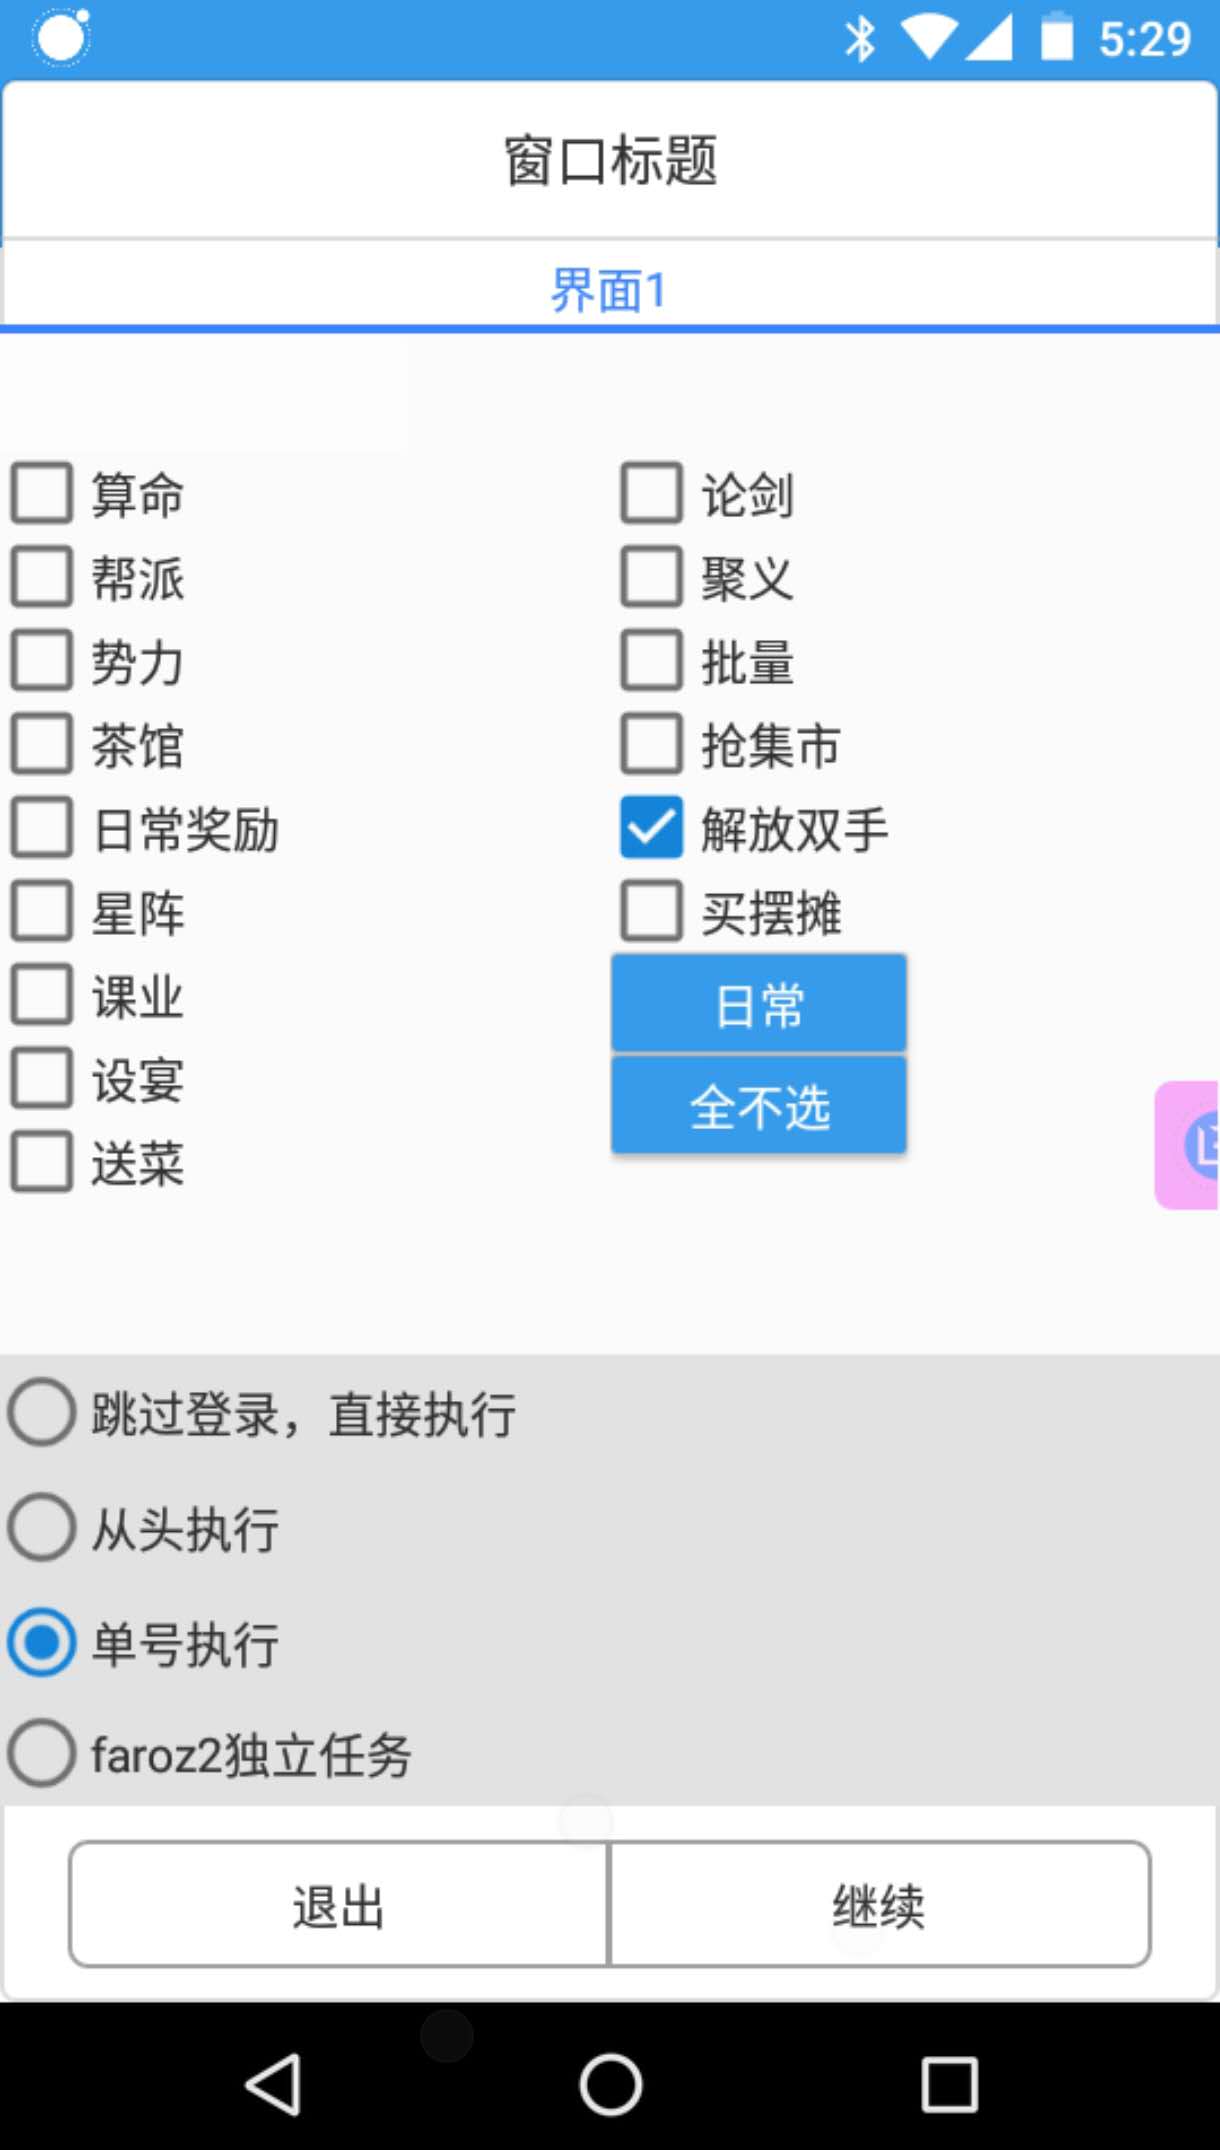 5:29
窗口标题
界面1
算命
论剑
帮派
聚义
势力
批量
茶馆
抢集市
日常奖励
解放双手
星阵
买摆摊
课业
日常
设宴
全不选
送菜
跳过登录，直接执行
从头执行
单号执行
faroz2独立任务
退出
继续